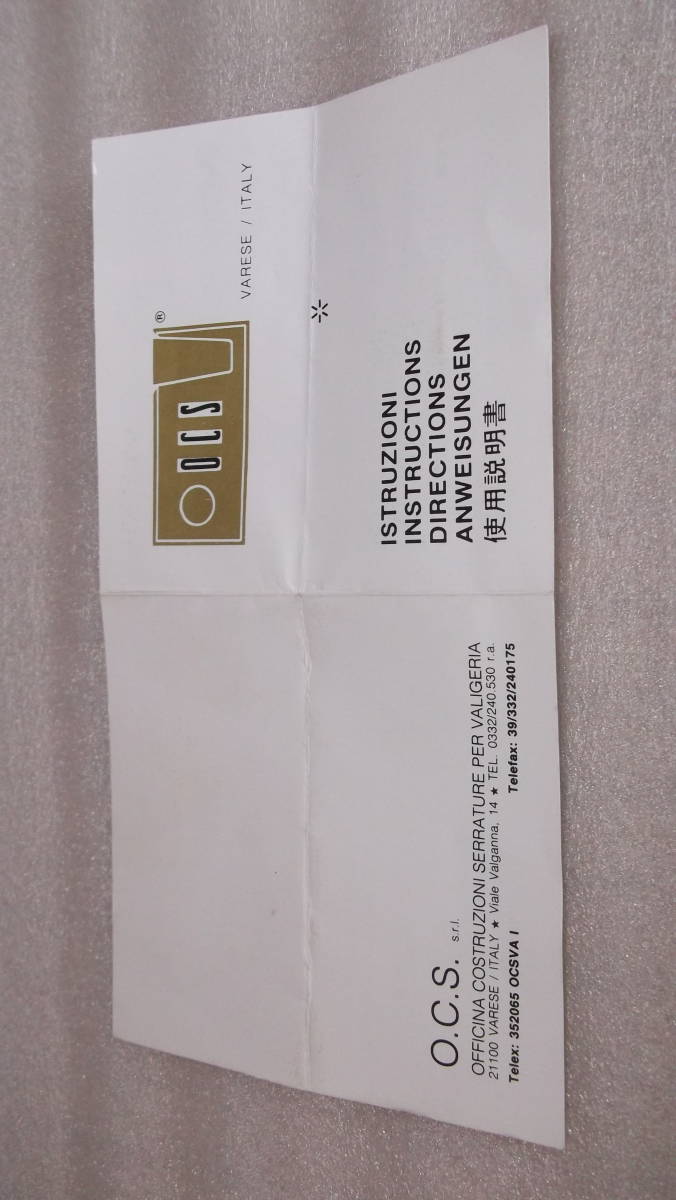 OCS ®
VARESE / ITALY
ISTRUZIONI
INSTRUCTIONS
DIRECTIONS
ANWEISUNGEN
使用説明書
O.C.S. s.r.l.
OFFICINA COSTRUZIONI SERRATURE PER VALIGERIA
21100 VARESE / ITALY ★ Viale Valganna, 14 ★ TEL. 0332/240.530 r.a.
Telex: 352065 OCSVA I Telefax: 39/332/240175